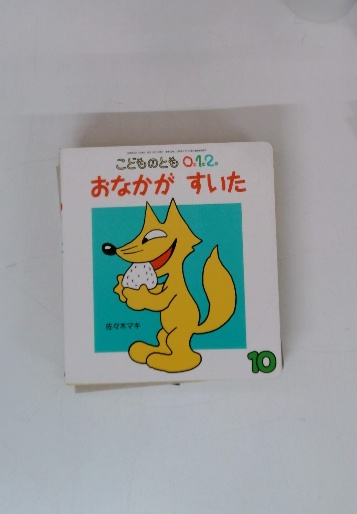 こどものとも 0.1.2.
おなかが すいた
佐々木マキ
10